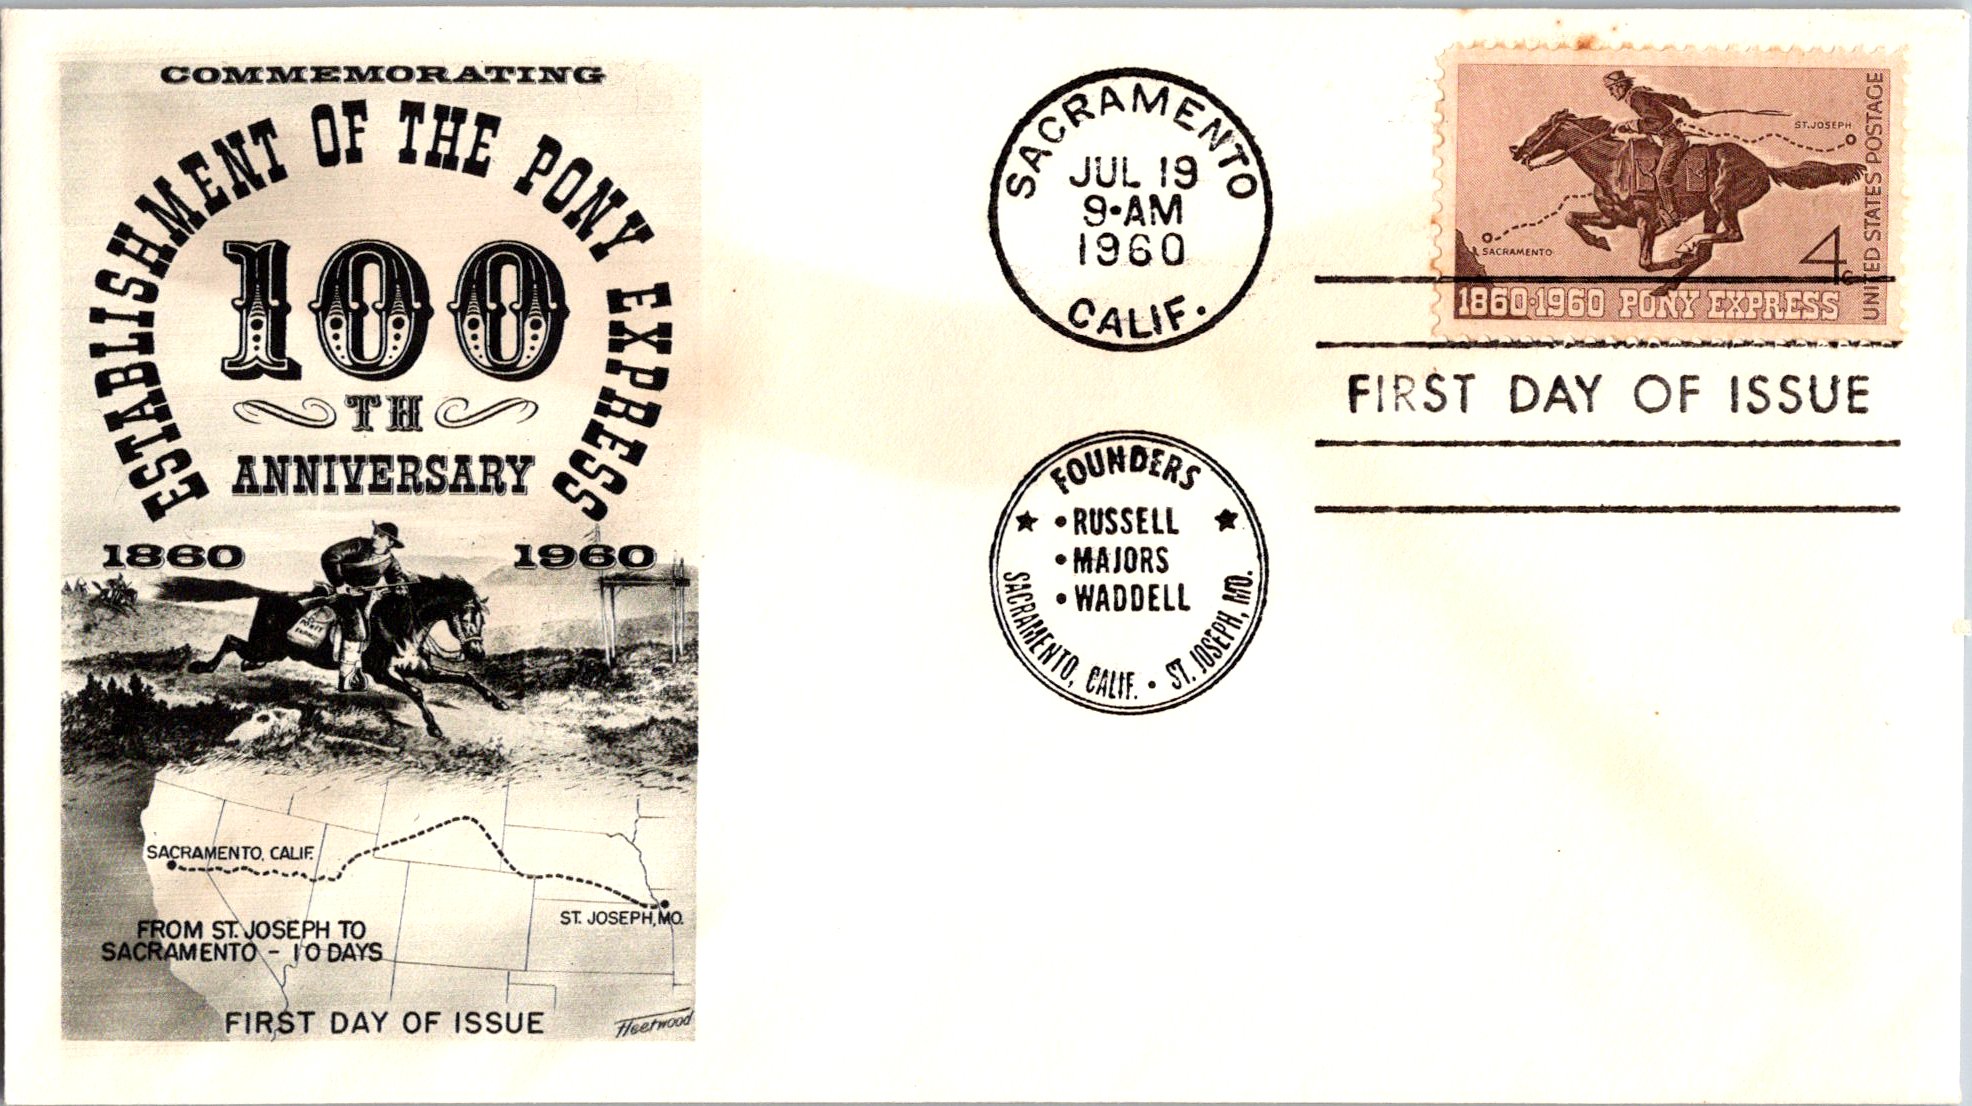 COMMEMORATING
ESTABLISHMENT OF THE PONY EXPRESS
100
TH
ANNIVERSARY
1860 1960
SACRAMENTO, CALIF.
ST. JOSEPH, MO.
FROM ST. JOSEPH TO
SACRAMENTO - 10 DAYS
FIRST DAY OF ISSUE
Fleetwood
SACRAMENTO
JUL 19
9-AM
1960
CALIF.
FOUNDERS
• RUSSELL
• MAJORS
• WADDELL
SACRAMENTO, CALIF. • ST. JOSEPH, MO.
ST. JOSEPH
SACRAMENTO
4c
UNITED STATES POSTAGE
1860·1960 PONY EXPRESS
FIRST DAY OF ISSUE